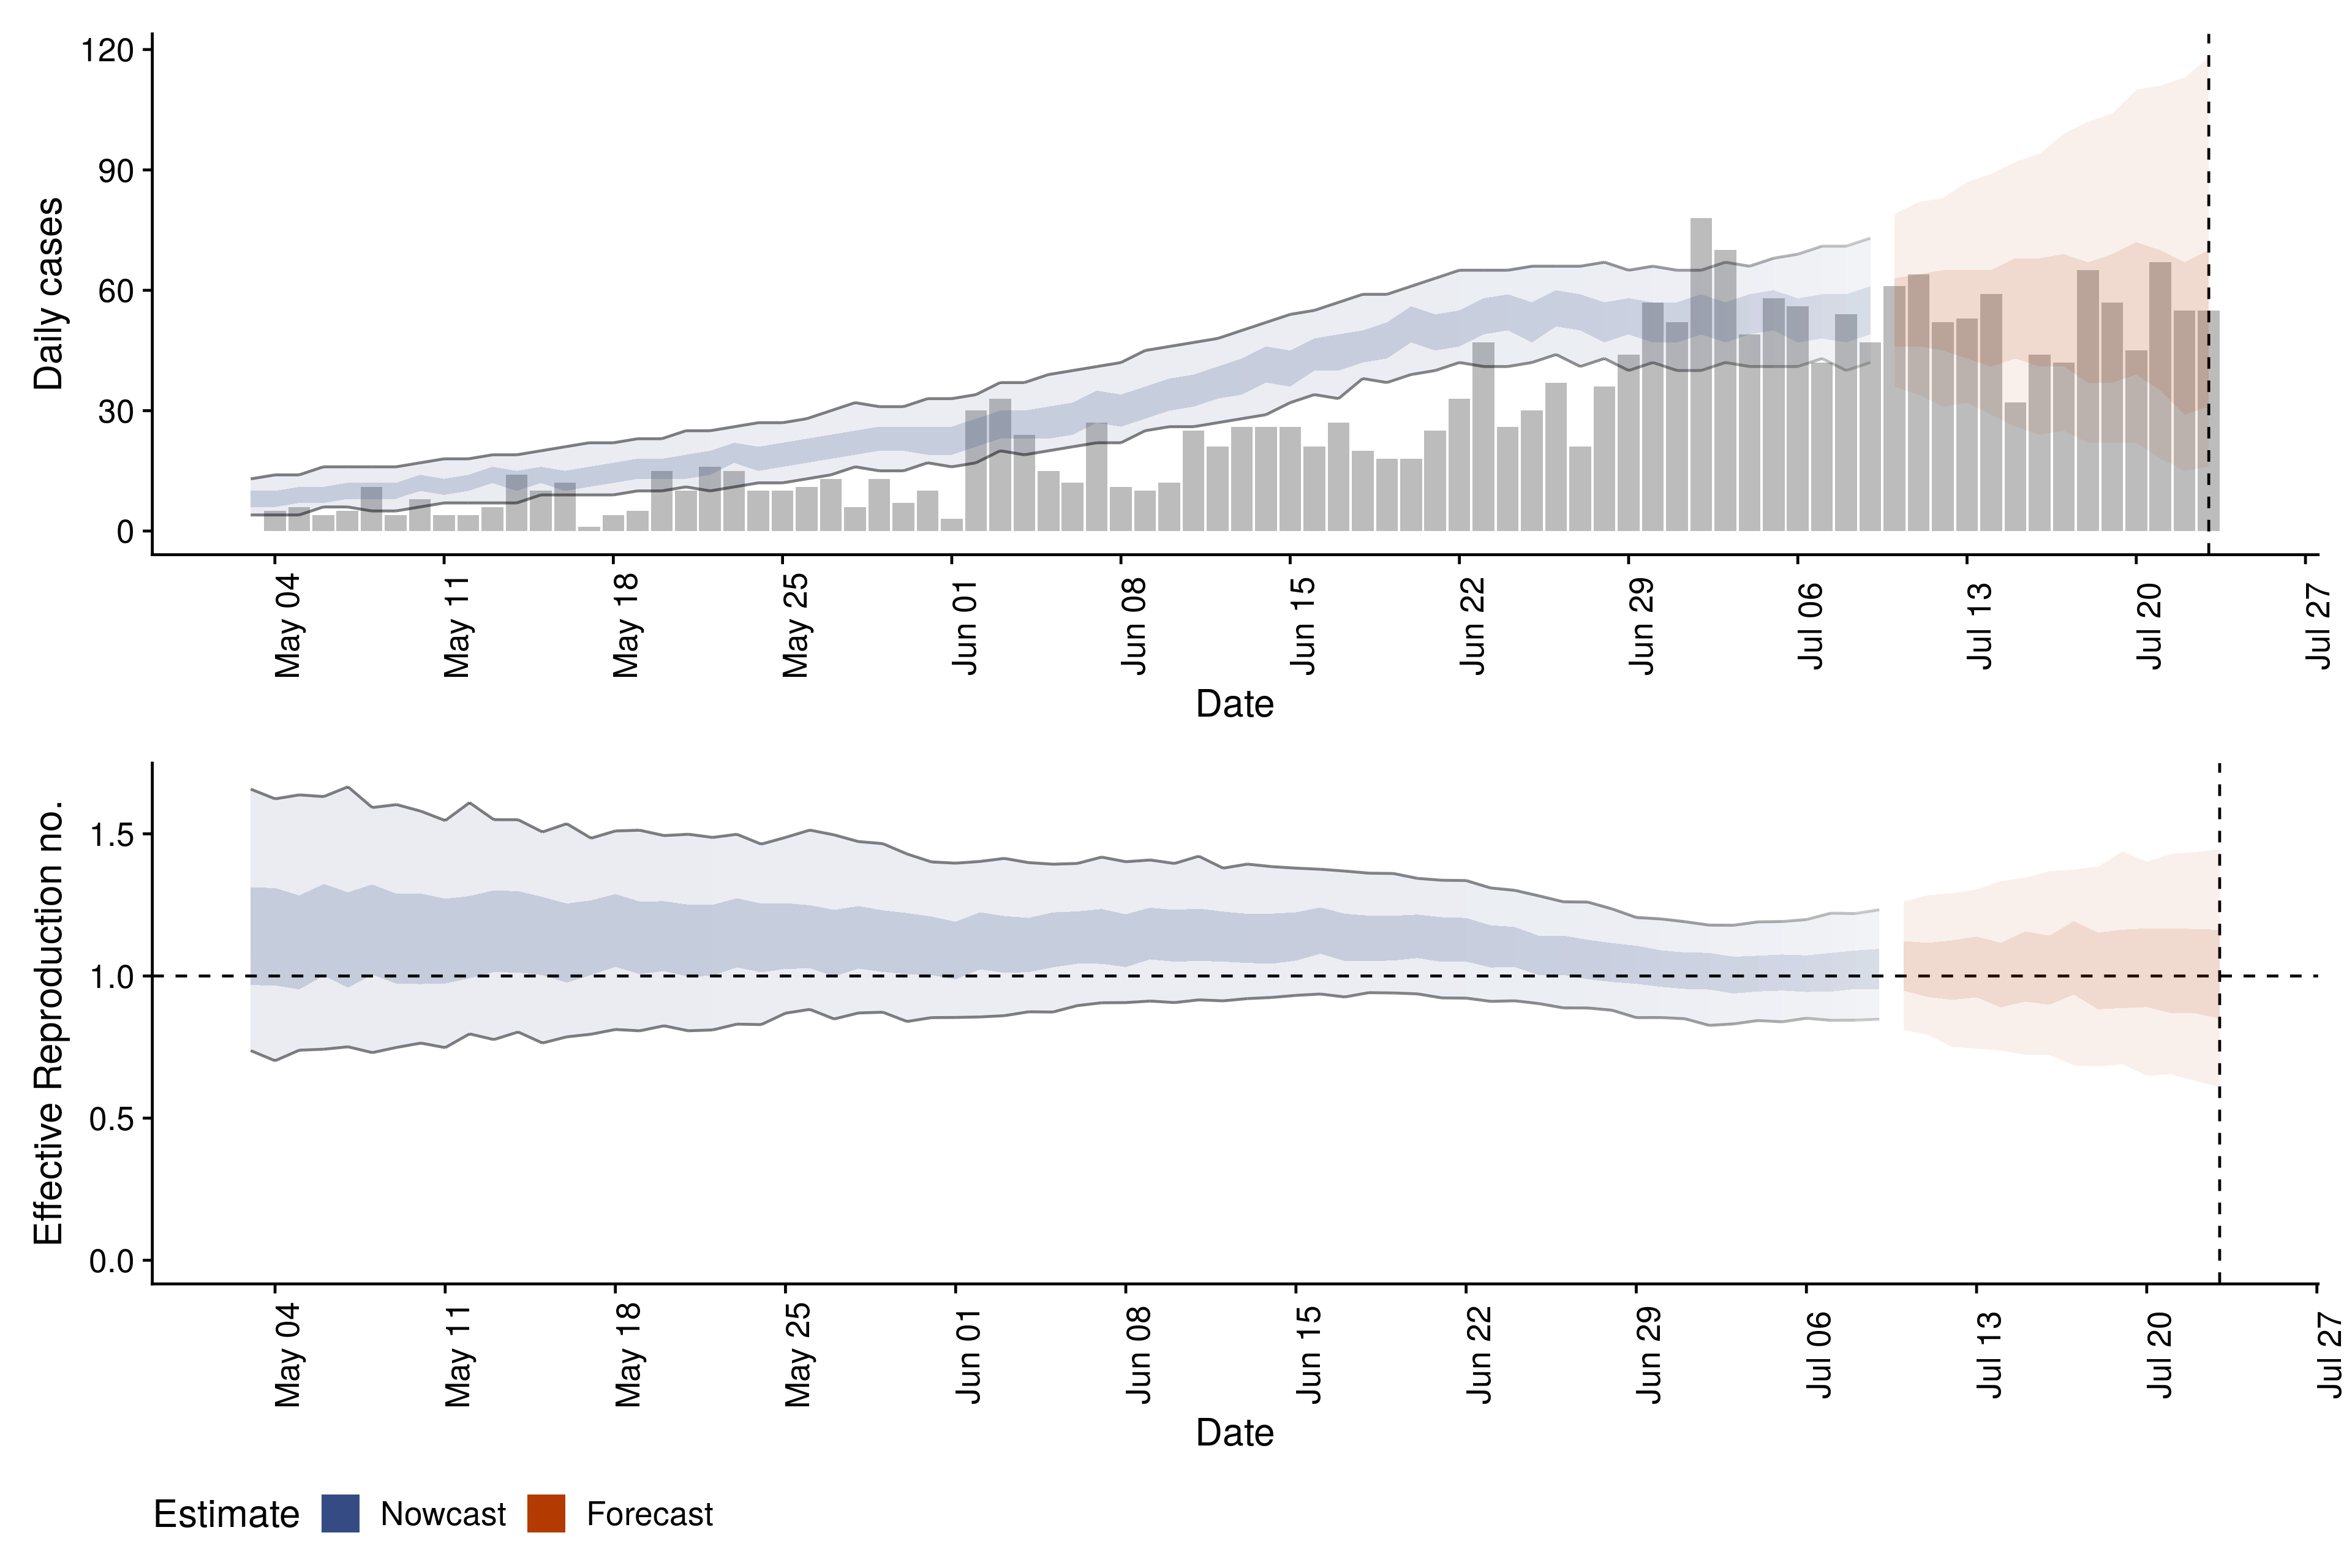 120
90
60
30
0
Daily cases
May 04 May 11 May 18 May 25 Jun 01 Jun 08 Jun 15 Jun 22 Jun 29 Jul 06 Jul 13 Jul 20 Jul 27
Date
1.5
1.0
0.5
0.0
Effective Reproduction no.
May 04 May 11 May 18 May 25 Jun 01 Jun 08 Jun 15 Jun 22 Jun 29 Jul 06 Jul 13 Jul 20 Jul 27
Date
Estimate Nowcast Forecast